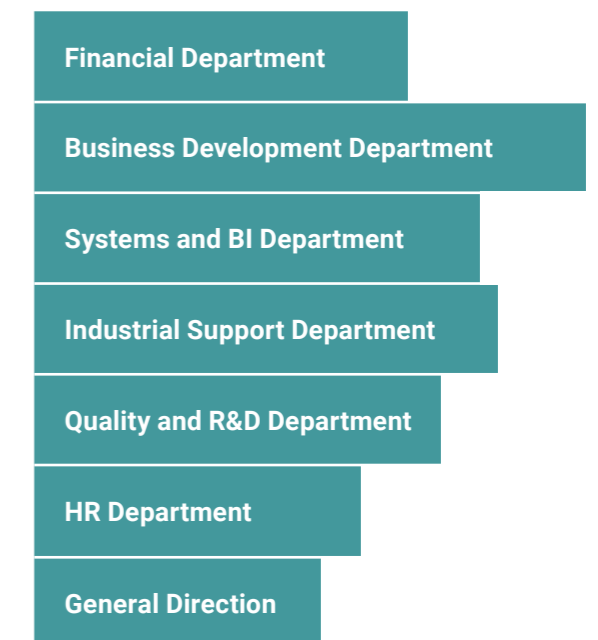 Financial Department
Business Development Department
Systems and BI Department
Industrial Support Department
Quality and R&D Department
HR Department
General Direction